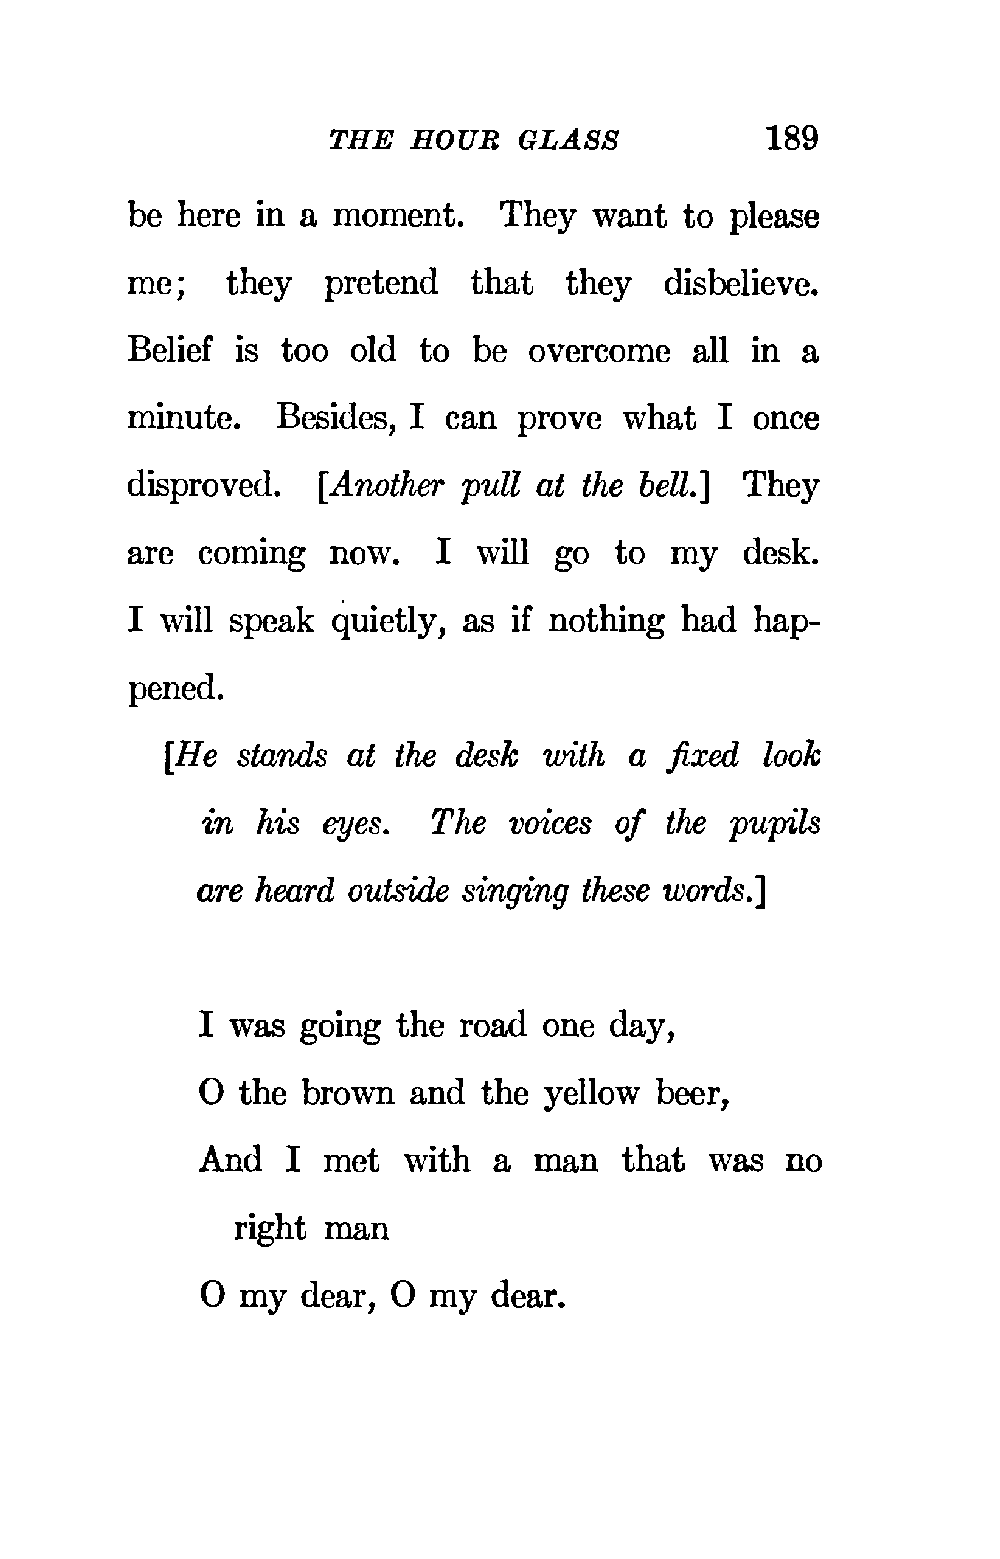 THE HOUR GLASS 189
be here in a moment. They want to please
me; they pretend that they disbelieve.
Belief is too old to be overcome all in a
minute. Besides, I can prove what I once
disproved. [Another pull at the bell.] They
are coming now. I will go to my desk.
I will speak quietly, as if nothing had hap-
pened.
[He stands at the desk with a fixed look
in his eyes. The voices of the pupils
are heard outside singing these words.]
I was going the road one day,
O the brown and the yellow beer,
And I met with a man that was no
right man
O my dear, O my dear.